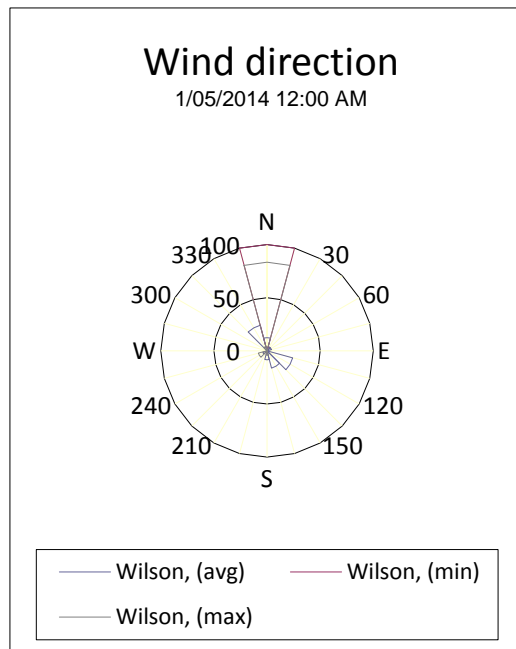 Wind direction
1/05/2014 12:00 AM
N
330 100 30
300 60
50
W 0 E
240 120
210 150
S
Wilson, (avg) Wilson, (min)
Wilson, (max)